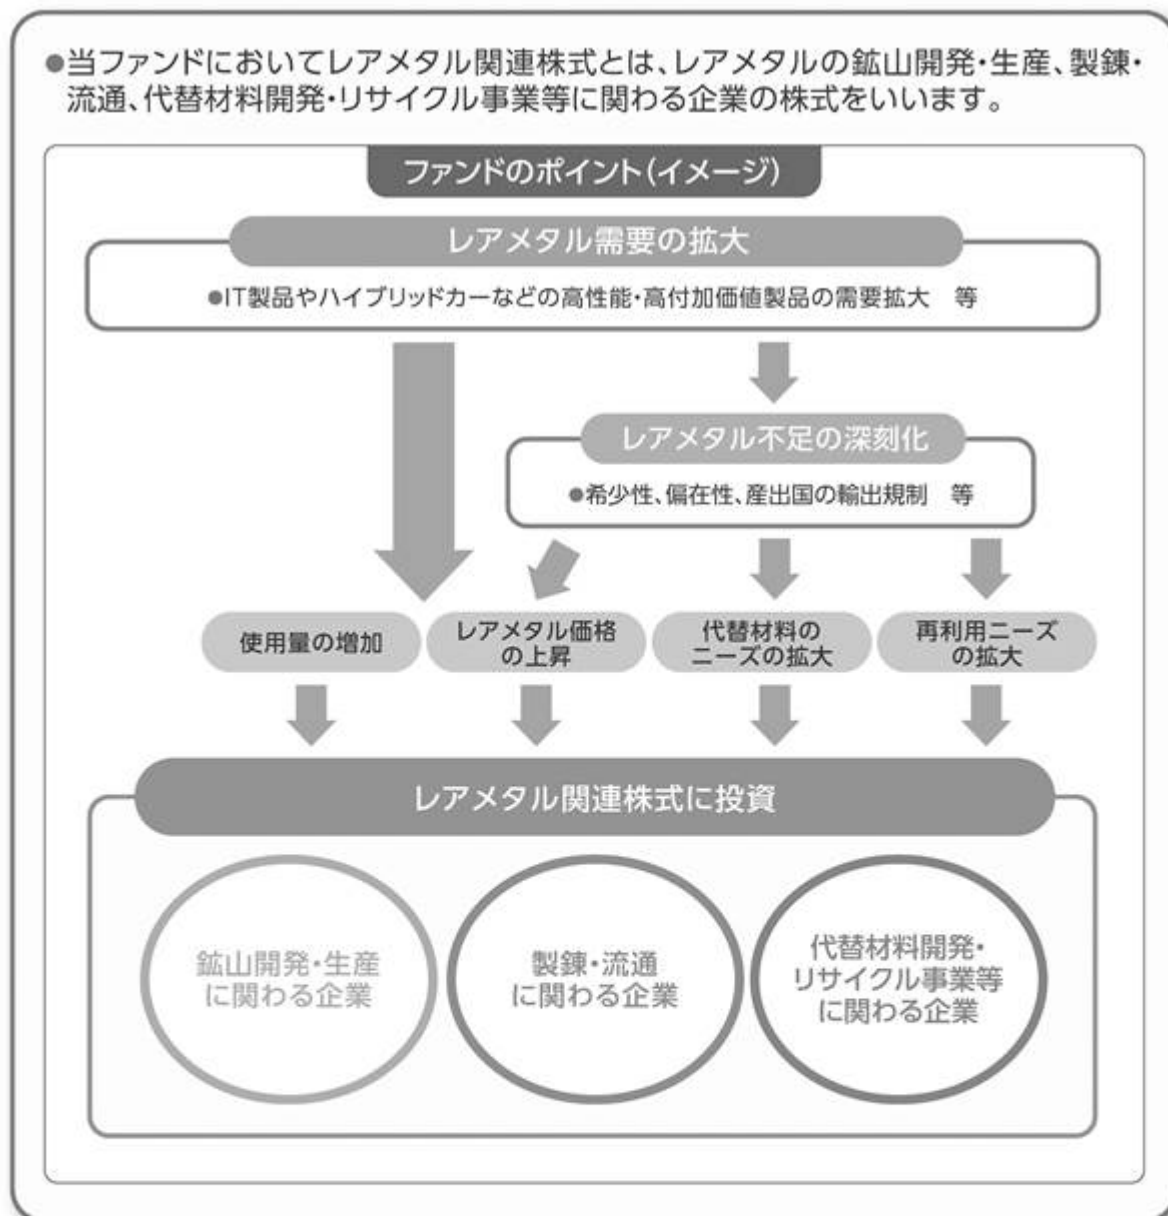 ●当ファンドにおいてレアメタル関連株式とは、レアメタルの鉱山開発・生産、製錬・
流通、代替材料開発・リサイクル事業等に関わる企業の株式をいいます。
ファンドのポイント(イメージ)
レアメタル需要の拡大
●IT製品やハイブリッドカーなどの高性能・高付加価値製品の需要拡大　等
レアメタル不足の深刻化
●希少性、偏在性、産出国の輸出規制　等
使用量の増加
レアメタル価格
の上昇
代替材料の
ニーズの拡大
再利用ニーズ
の拡大
レアメタル関連株式に投資
鉱山開発・生産
に関わる企業
製錬・流通
に関わる企業
代替材料開発・
リサイクル事業等
に関わる企業